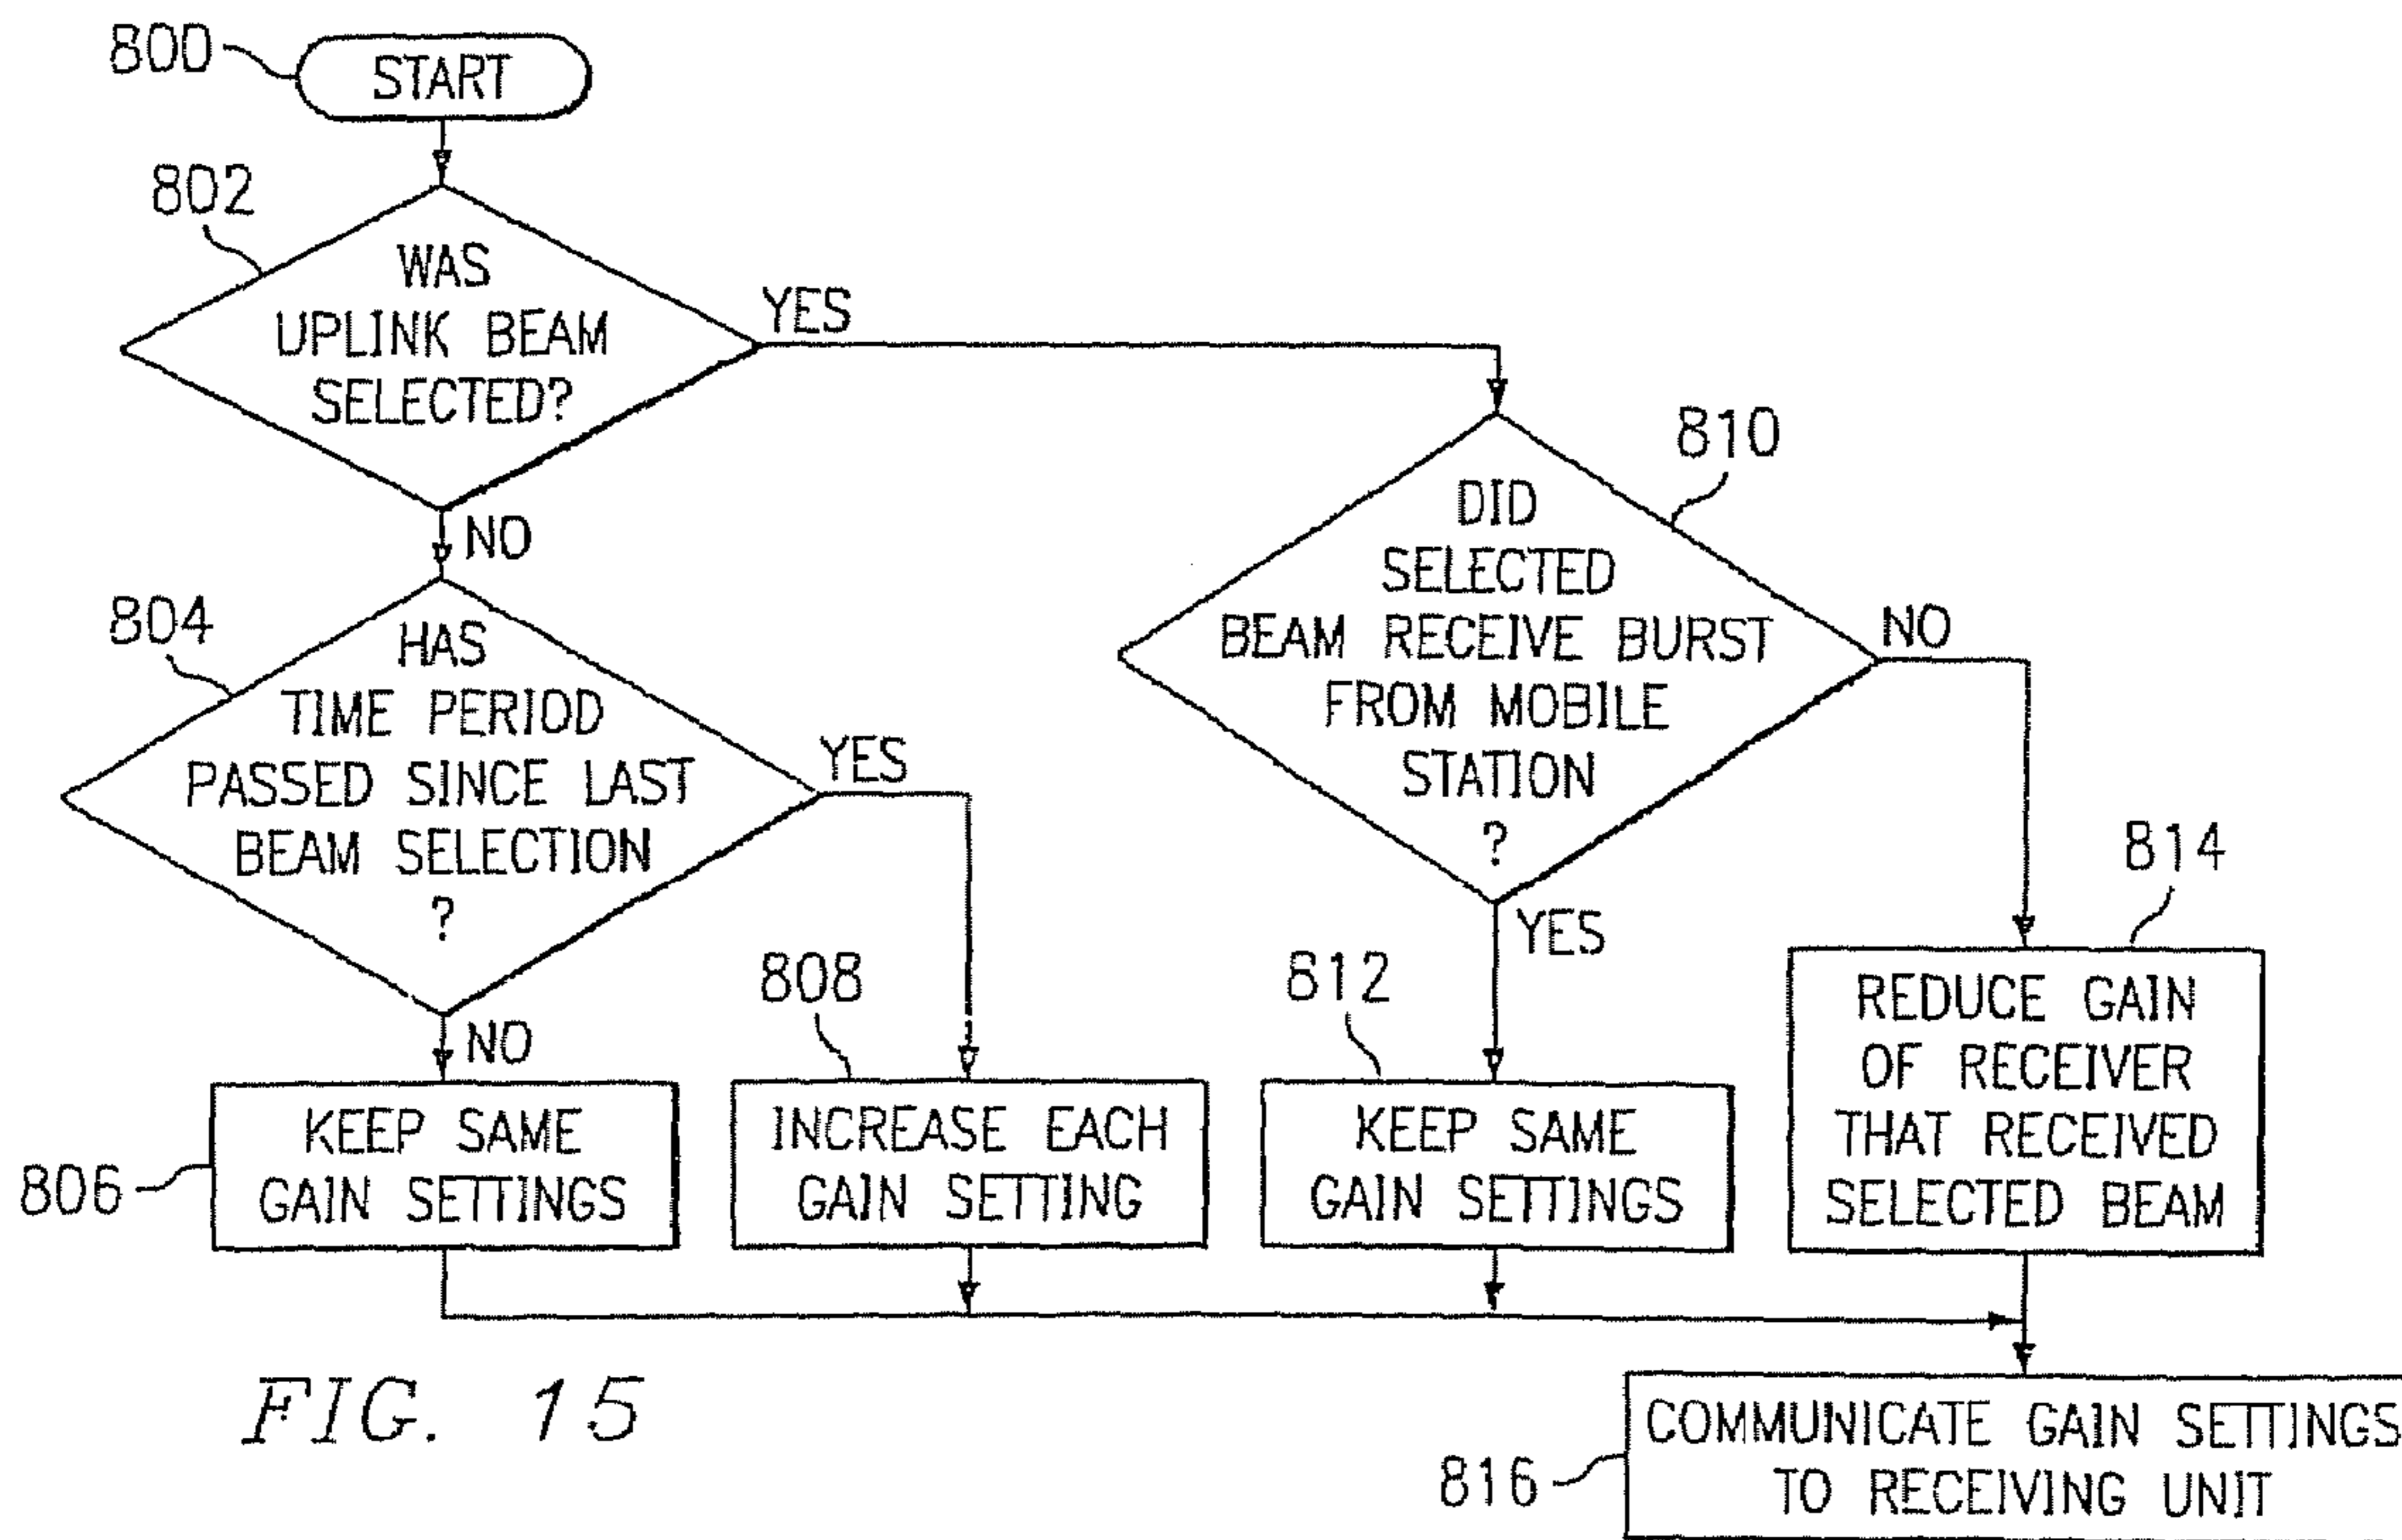 800
START
802
WAS
UPLINK BEAM
SELECTED?
YES
NO
804
HAS
TIME PERIOD
PASSED SINCE LAST
BEAM SELECTION
?
YES
NO
810
DID
SELECTED
BEAM RECEIVE BURST
FROM MOBILE
STATION
?
NO
YES
806
KEEP SAME
GAIN SETTINGS
808
INCREASE EACH
GAIN SETTING
812
KEEP SAME
GAIN SETTINGS
814
REDUCE GAIN
OF RECEIVER
THAT RECEIVED
SELECTED BEAM
816
COMMUNICATE GAIN SETTINGS
TO RECEIVING UNIT
FIG. 15